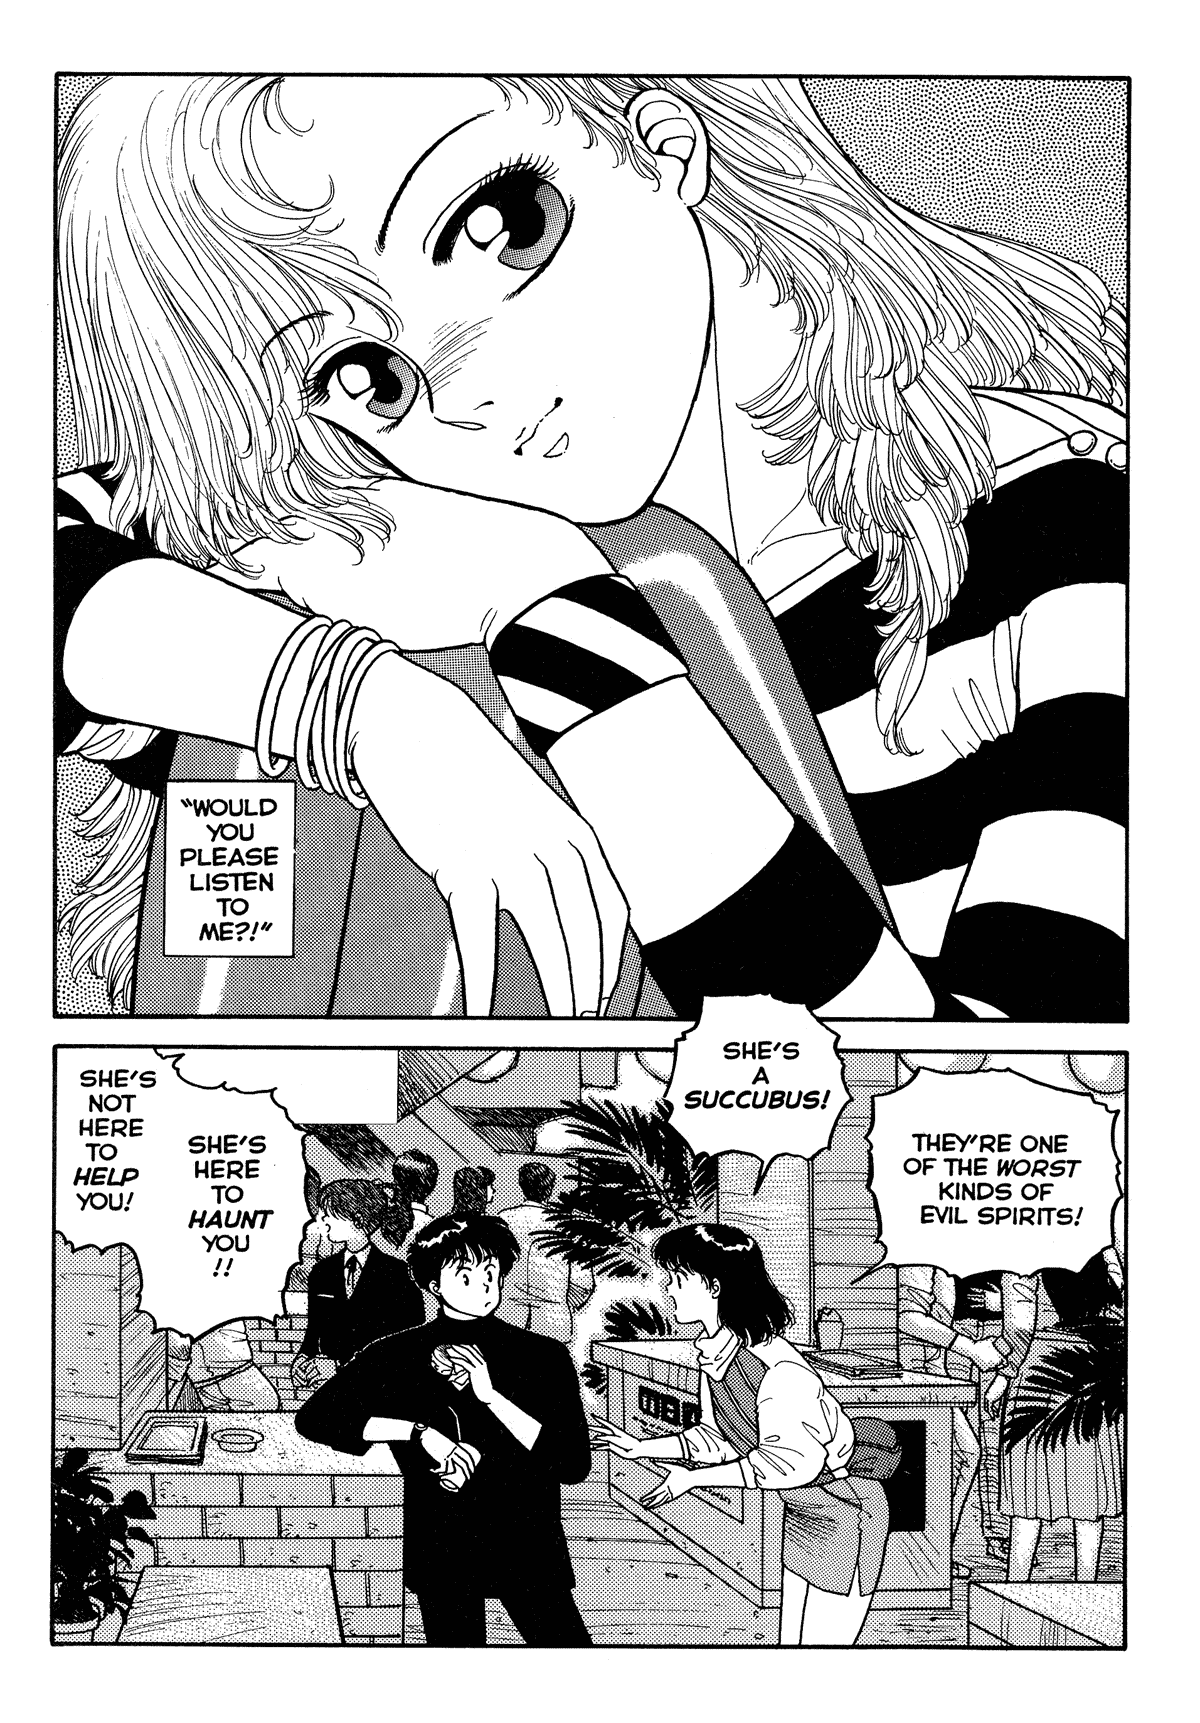 "WOULD
YOU
PLEASE
LISTEN
TO
ME?!"
SHE'S
A
SUCCUBUS!
THEY'RE ONE
OF THE WORST
KINDS OF
EVIL SPIRITS!
SHE'S
NOT
HERE
TO
HELP
YOU!
SHE'S
HERE
TO
HAUNT
YOU
!!